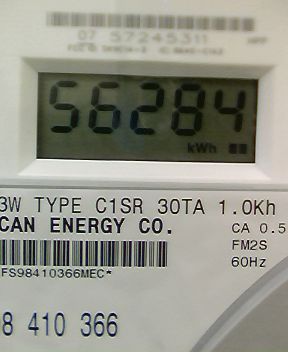 07 57245311
56284
kWh
3W TYPE C1SR 30TA 1.0Kh
CAN ENERGY CO.
CA 0.5
FM2S
60Hz
FS98410366MEC*
8 410 366